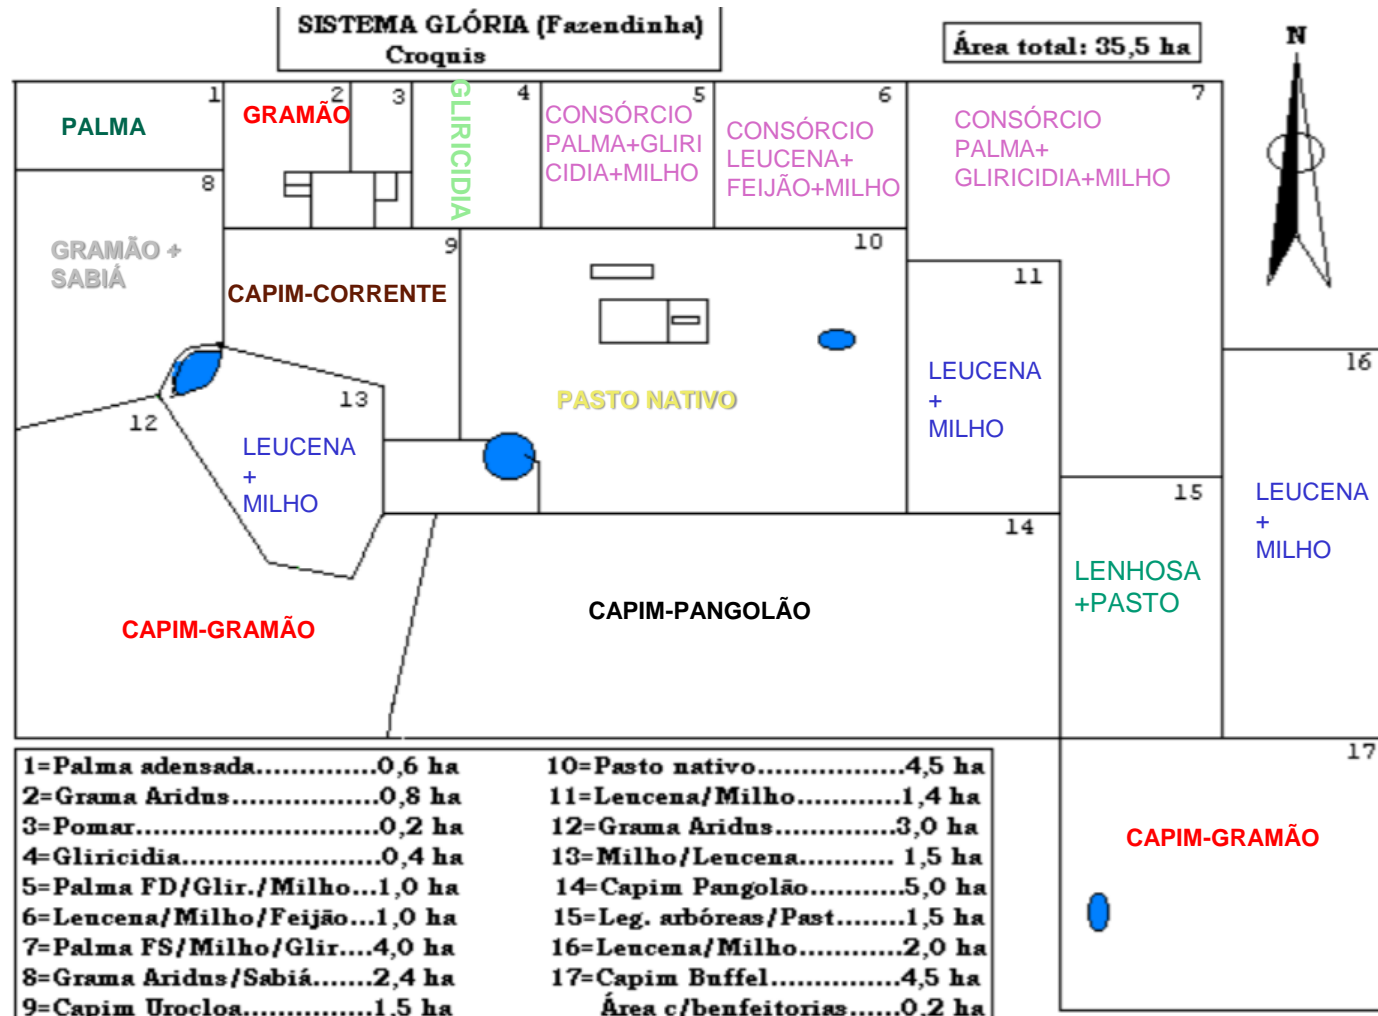 SISTEMA GLÓRIA (Fazendinha)
Croquis
Área total: 35,5 ha
N
1
PALMA
2
GRAMÃO
3
4
GLIRICIDIA
5
CONSÓRCIO
PALMA+GLIRI
CIDIA+MILHO
6
CONSÓRCIO
LEUCENA+
FEIJÃO+MILHO
7
CONSÓRCIO
PALMA+
GLIRICIDIA+MILHO
8
GRAMÃO +
SABIÁ
9
CAPIM-CORRENTE
10
PASTO NATIVO
11
LEUCENA
+
MILHO
12
CAPIM-GRAMÃO
13
LEUCENA
+
MILHO
14
CAPIM-PANGOLÃO
15
LENHOSA
+PASTO
16
LEUCENA
+
MILHO
17
CAPIM-GRAMÃO
1=Palma adensada..............0,6 ha
2=Grama Aridus.................0,8 ha
3=Pomar............................0,2 ha
4=Gliricidia.......................0,4 ha
5=Palma FD/Glir./Milho...1,0 ha
6=Leucena/Milho/Feijão...1,0 ha
7=Palma FS/Milho/Glir....4,0 ha
8=Grama Aridus/Sabiá.......2,4 ha
9=Capim Urocloa...............1,5 ha
10=Pasto nativo.................4,5 ha
11=Leucena/Milho............1,4 ha
12=Grama Aridus..............3,0 ha
13=Milho/Leucena.......... 1,5 ha
14=Capim Pangolão..........5,0 ha
15=Leg. arbóreas/Past......1,5 ha
16=Leucena/Milho............2,0 ha
17=Capim Buffel...............4,5 ha
Área c/benfeitorias......0,2 ha